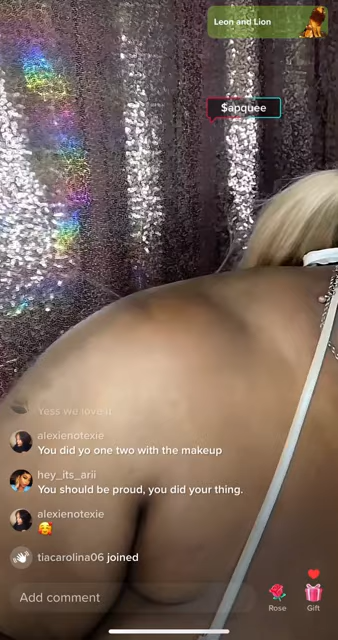 Leon and Lion
$apquee
Yess we love it
alexienotexie
You did yo one two with the makeup
hey_its_arii
You should be proud, you did your thing.
alexienotexie
🥰
tiacarolina06 joined
Add comment
Rose
Gift